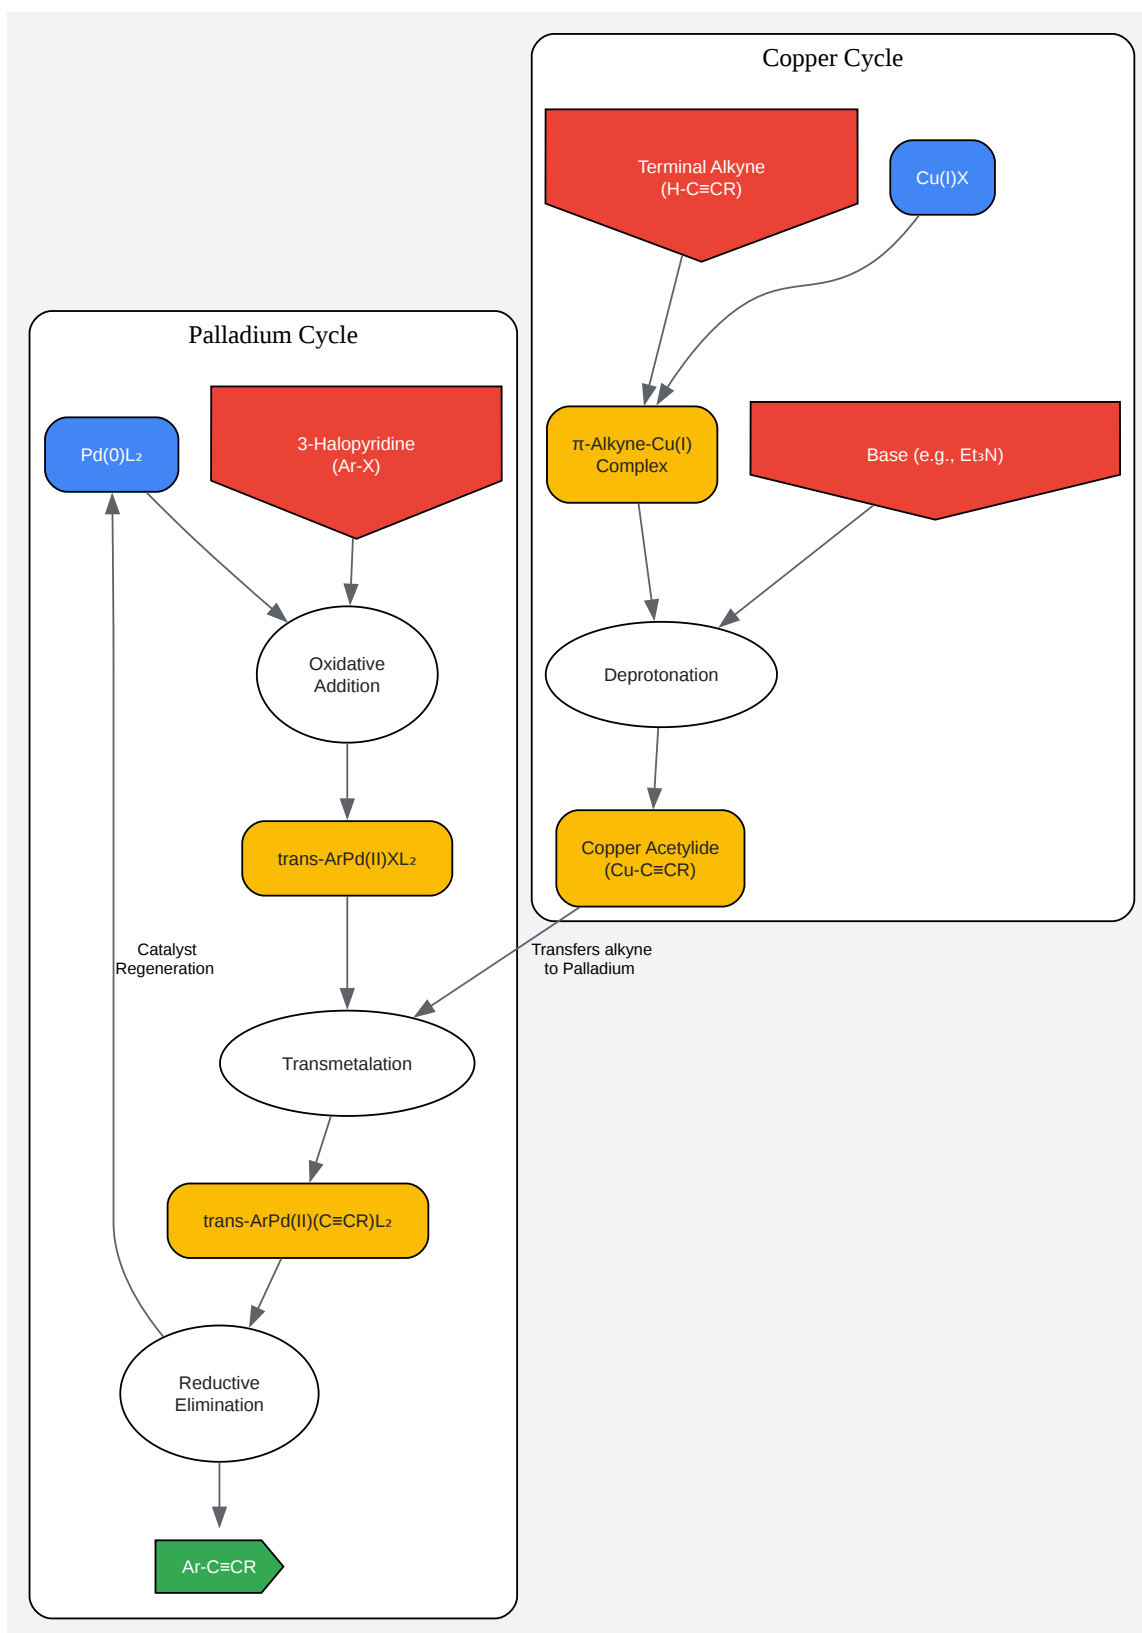 Copper Cycle
Terminal Alkyne
(H-C≡CR)
Cu(I)X
π-Alkyne-Cu(I)
Complex
Base (e.g., Et₃N)
Deprotonation
Copper Acetylide
(Cu-C≡CR)
Transfers alkyne
to Palladium
Palladium Cycle
Pd(0)L₂
3-Halopyridine
(Ar-X)
Oxidative
Addition
trans-ArPd(II)XL₂
Catalyst
Regeneration
Transmetalation
trans-ArPd(II)(C≡CR)L₂
Reductive
Elimination
Ar-C≡CR